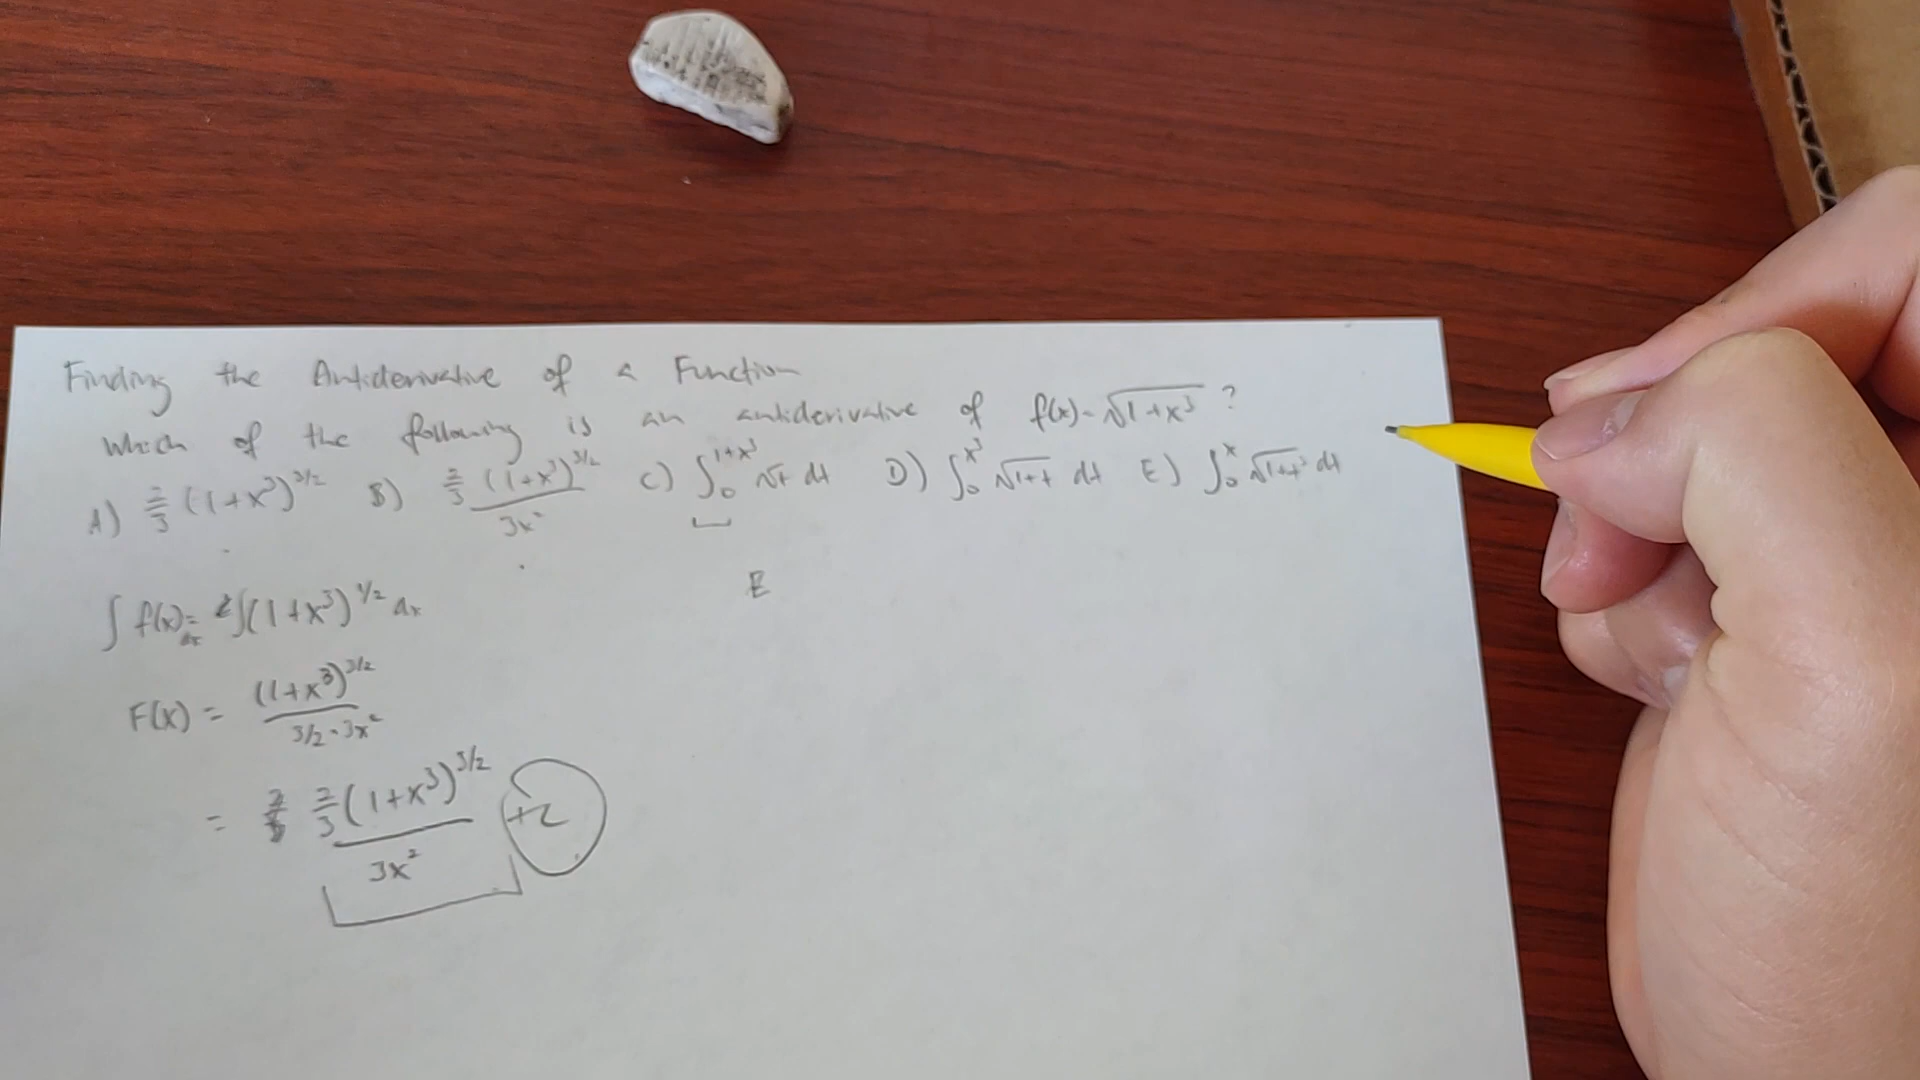 Finding the Antiderivative of a Function
Which of the following is an antiderivative of f(x)=√(1+x³) ?
A) 2/3 (1+x³)^3/2 B) 2/3 (1+x³)^3/2 / 3x² C) ∫₀^1+x³ √t dt D) ∫₀^x³ √(1+t) dt E) ∫₀^x √(1+t³) dt
E
∫ f(x) dx = ∫(1+x³)^1/2 dx
F(x) = (1+x³)^3/2 / 3/2·3x²
= 2/3 (1+x³)^3/2 / 3x²